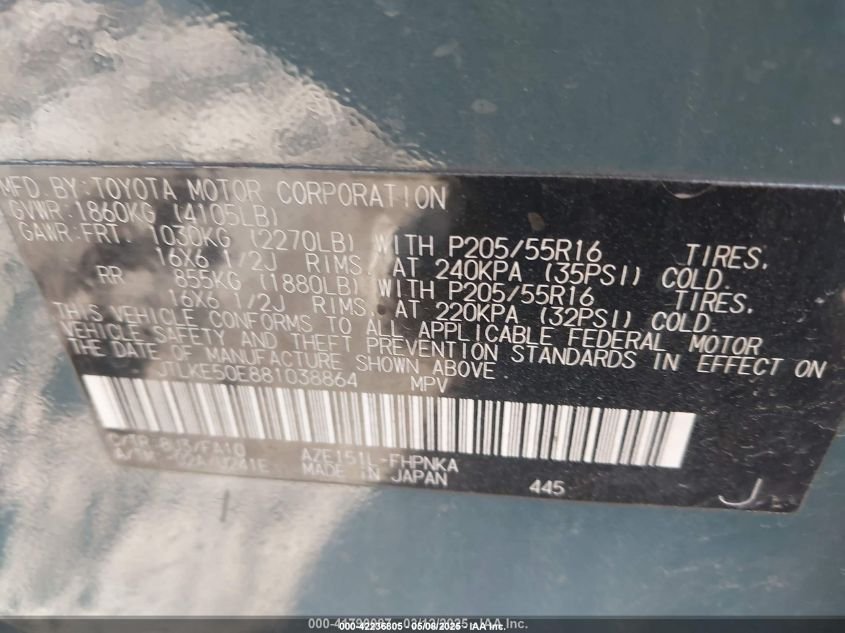 MFD. BY: TOYOTA MOTOR CORPORATION
GVWR: 1860KG (4105LB)
GAWR: FRT. 1030KG (2270LB) WITH P205/55R16 TIRES,
16X6 1/2J RIMS, AT 240KPA (35PSI) COLD.
RR 855KG (1880LB) WITH P205/55R16 TIRES,
16X6 1/2J RIMS, AT 220KPA (32PSI) COLD.
THIS VEHICLE CONFORMS TO ALL APPLICABLE FEDERAL MOTOR
VEHICLE SAFETY AND THEFT PREVENTION STANDARDS IN EFFECT ON
THE DATE OF MANUFACTURE SHOWN ABOVE.
JTLKE50E881038864 MPV
C/TR: /FA10 AZE151L-FHPNKA
MADE IN JAPAN
445
J
000-42236805 05/06/2025 IAA Inc.